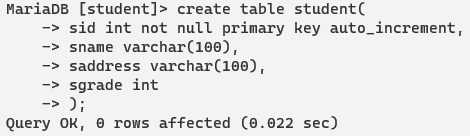 MariaDB [student]> create table student(
    -> sid int not null primary key auto_increment,
    -> sname varchar(100),
    -> saddress varchar(100),
    -> sgrade int
    -> );
Query OK, 0 rows affected (0.022 sec)